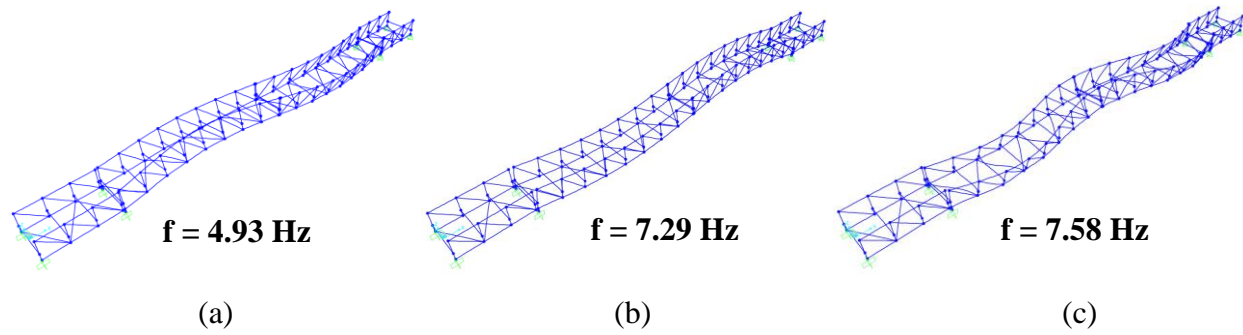 f = 4.93 Hz
f = 7.29 Hz
f = 7.58 Hz
(a)
(b)
(c)